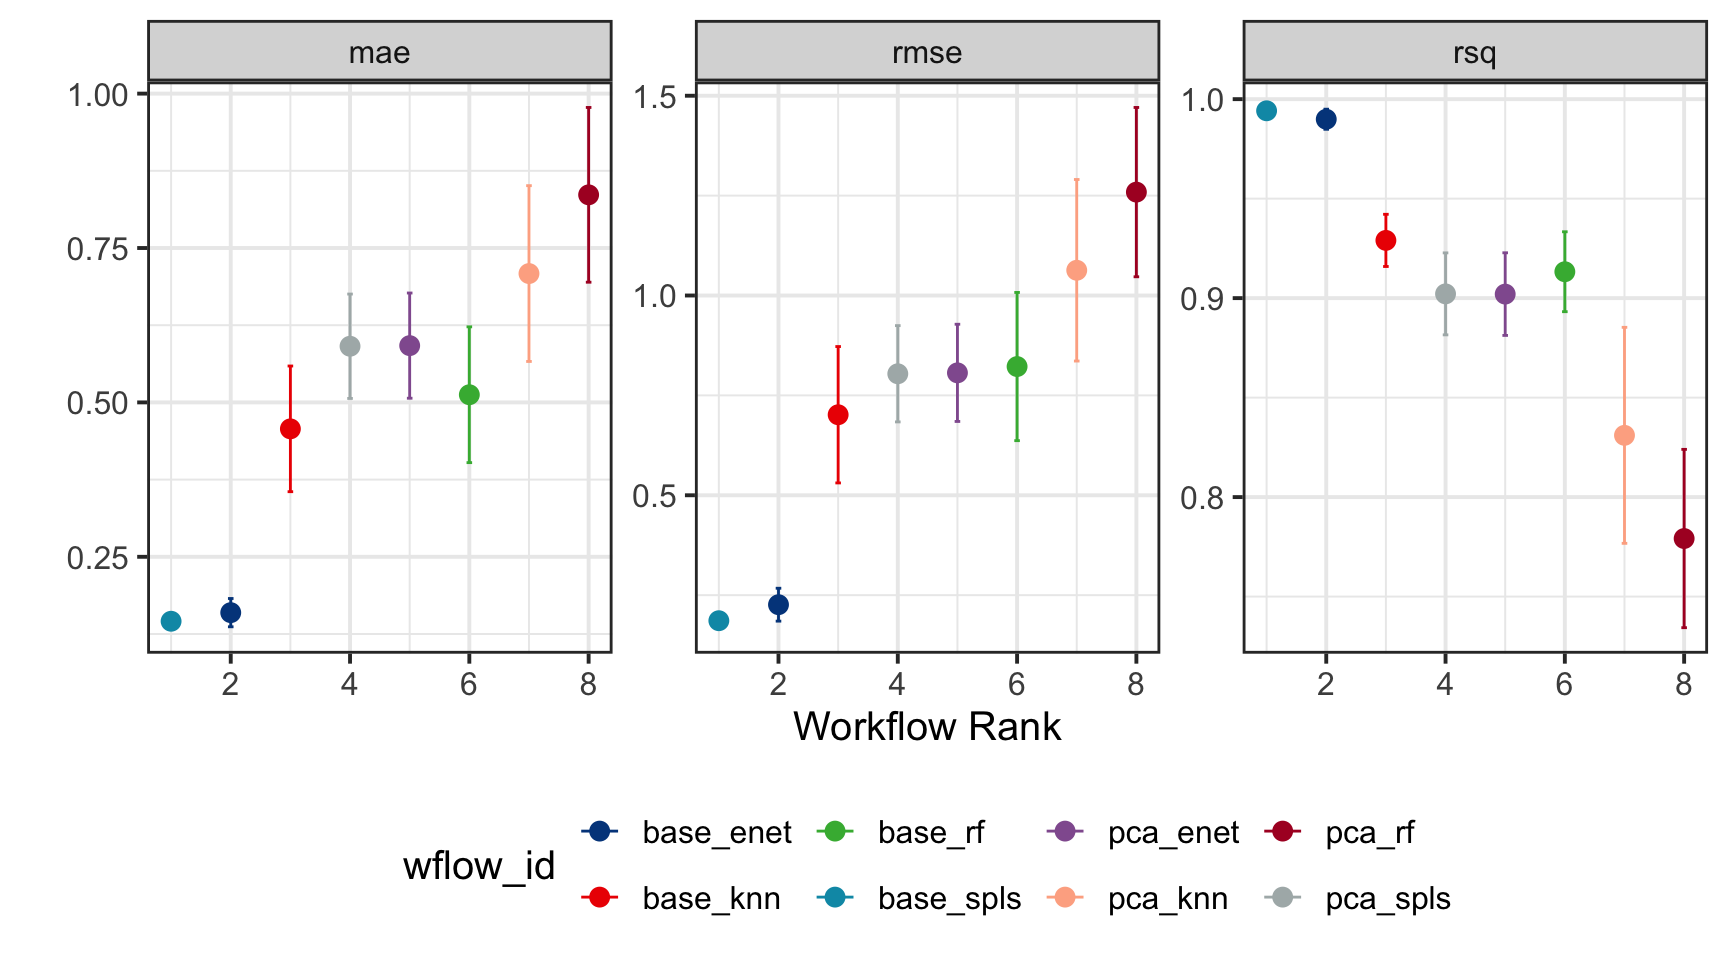 mae
rmse
rsq
1.00
0.75
0.50
0.25
1.5
1.0
0.5
1.0
0.9
0.8
2 4 6 8
2 4 6 8
2 4 6 8
Workflow Rank
wflow_id
base_enet base_rf pca_enet pca_rf
base_knn base_spls pca_knn pca_spls